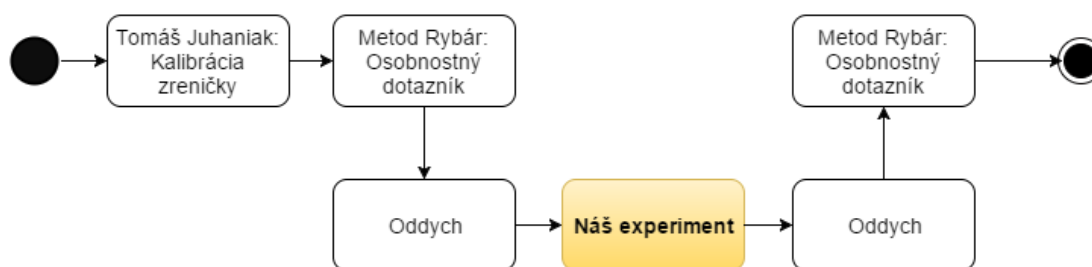 Tomáš Juhaniak:
Kalibrácia
zreničky
Metod Rybár:
Osobnostný
dotazník
Oddych
Náš experiment
Oddych
Metod Rybár:
Osobnostný
dotazník